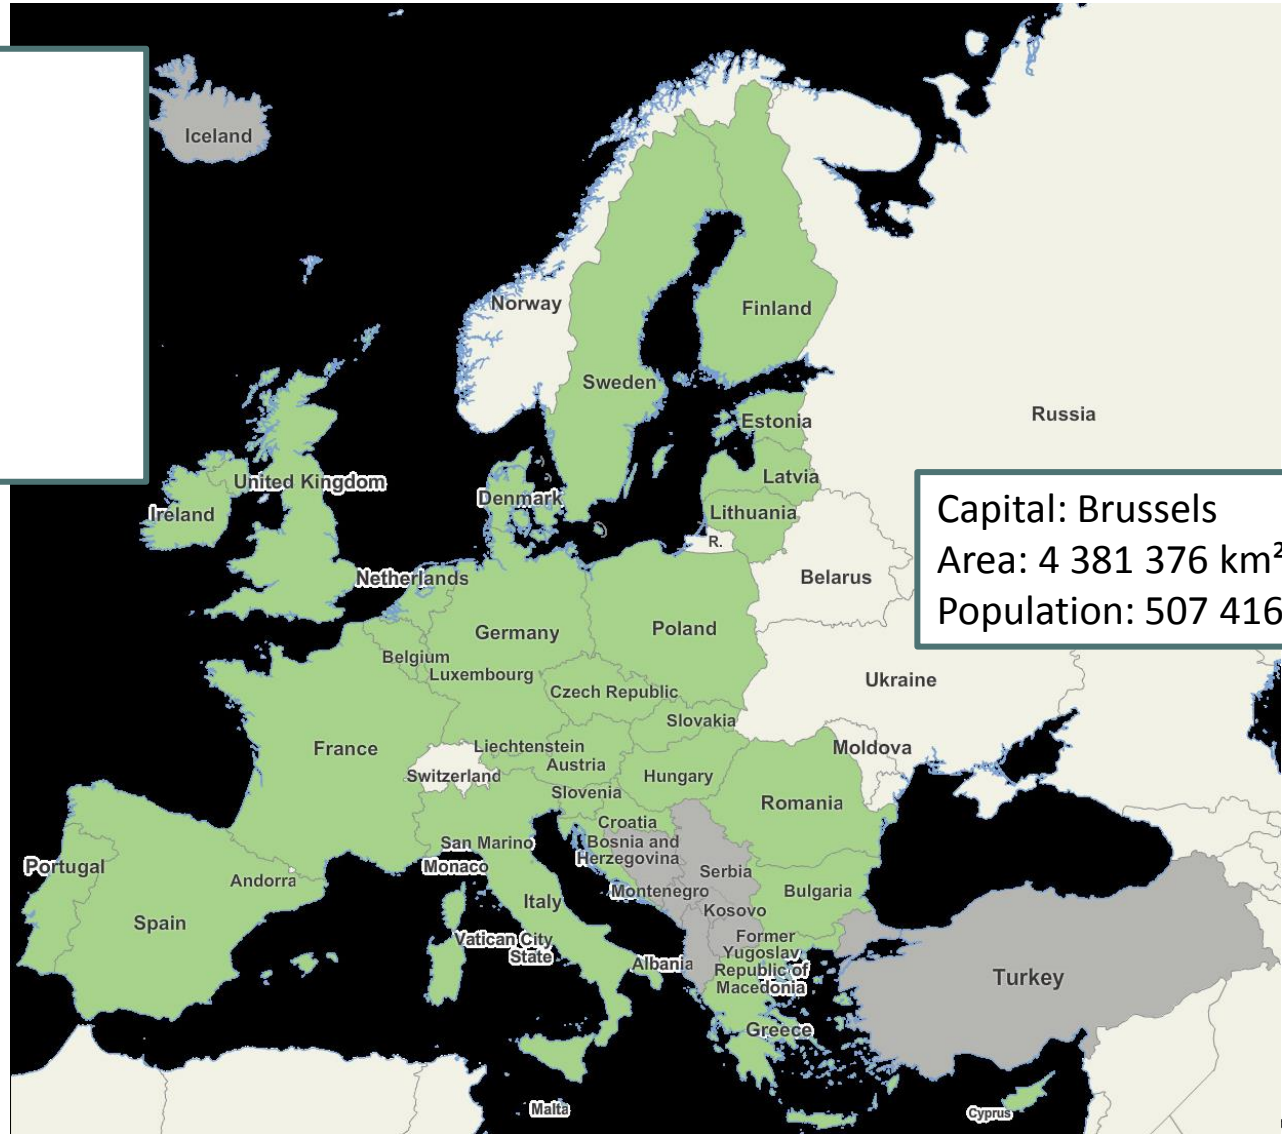 Iceland
Norway
Finland
Sweden
Russia
Estonia
Latvia
United Kingdom
Denmark
Ireland
Lithuania
R.
Capital: Brussels
Area: 4 381 376 km²
Population: 507 416
Netherlands
Belarus
Germany
Poland
Belgium
Luxembourg
Ukraine
Czech Republic
Slovakia
France
Liechtenstein
Moldova
Austria
Switzerland
Hungary
Slovenia
Romania
Croatia
San Marino
Bosnia and
Herzegovina
Portugal
Monaco
Andorra
Serbia
Montenegro
Bulgaria
Italy
Kosovo
Spain
Vatican City
State
Former
Yugoslav
Republic of
Macedonia
Albania
Turkey
Greece
Malta
Cyprus